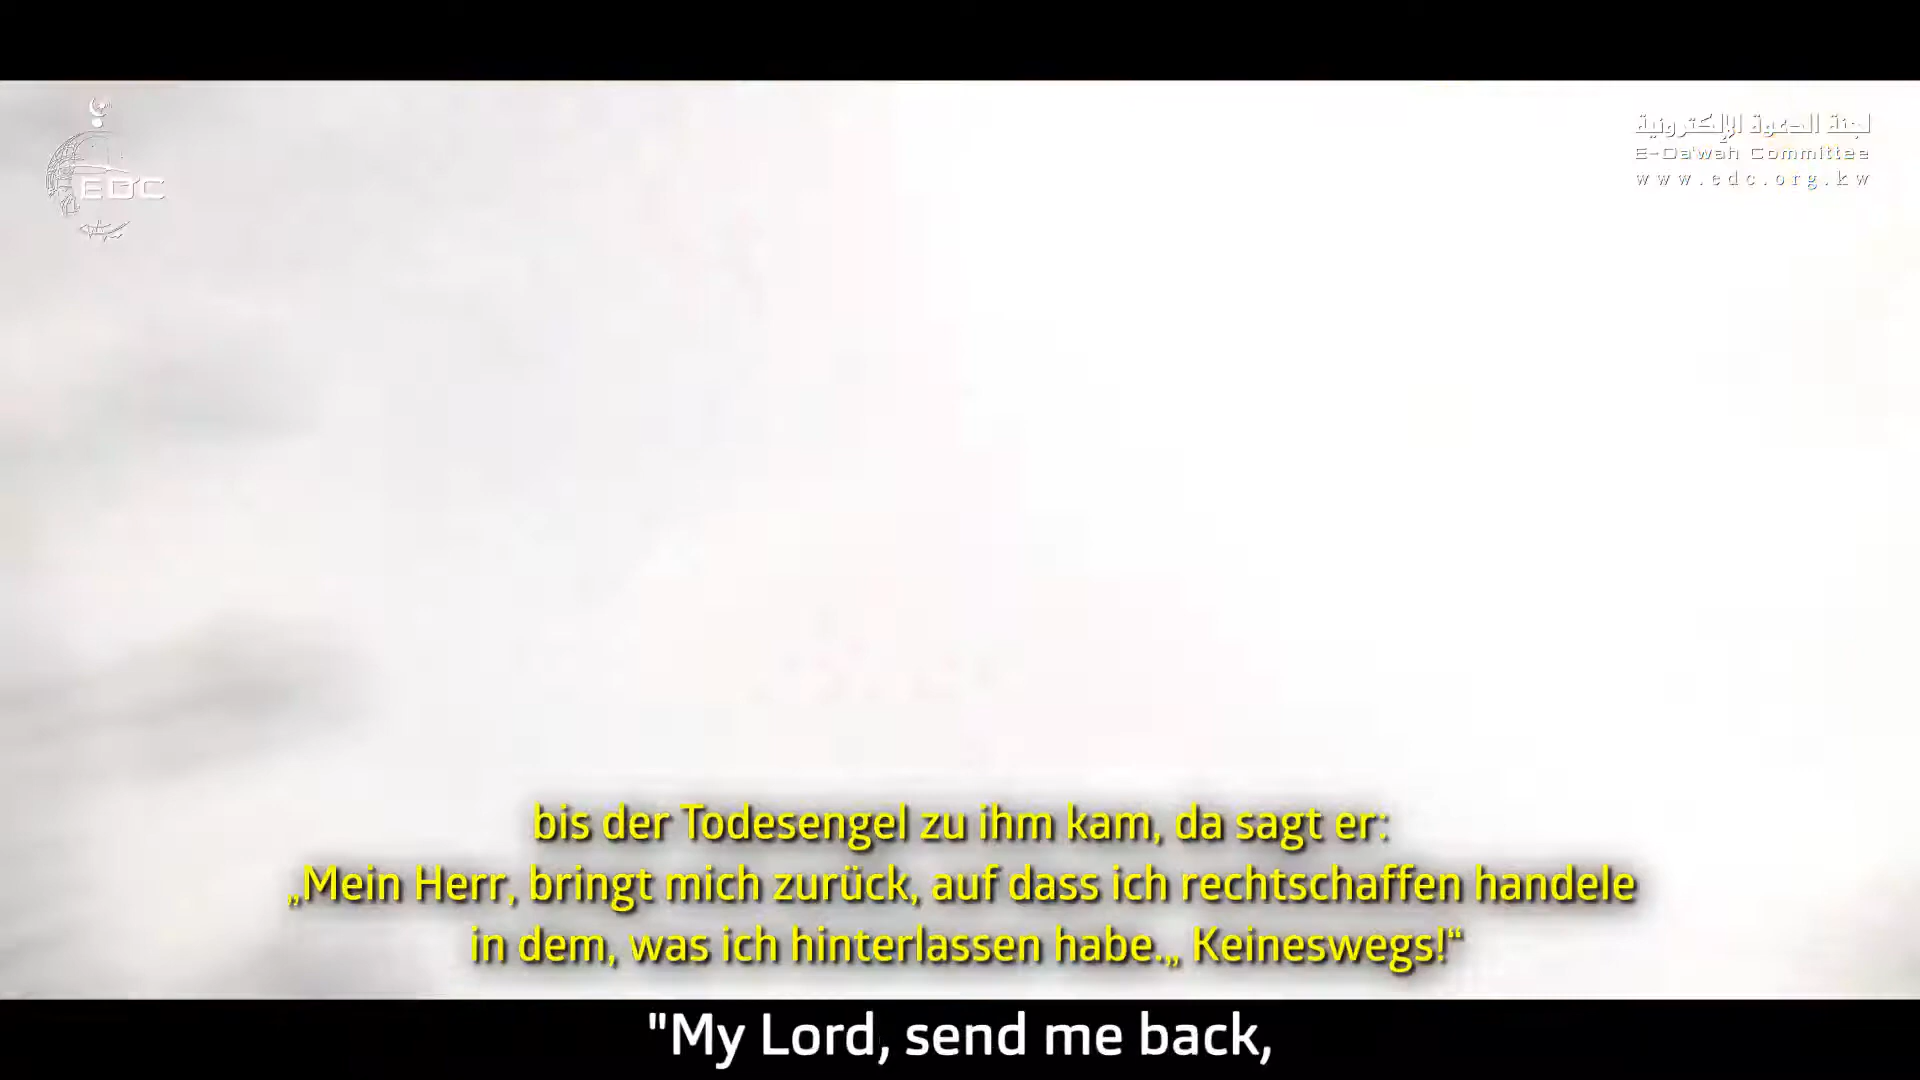 EDC
لجنة الدعوة الإلكترونية
E-Da'wah Committee
www.edc.org.kw
bis der Todesengel zu ihm kam, da sagt er:
„Mein Herr, bringt mich zurück, auf dass ich rechtschaffen handele
in dem, was ich hinterlassen habe.„ Keineswegs!“
"My Lord, send me back,